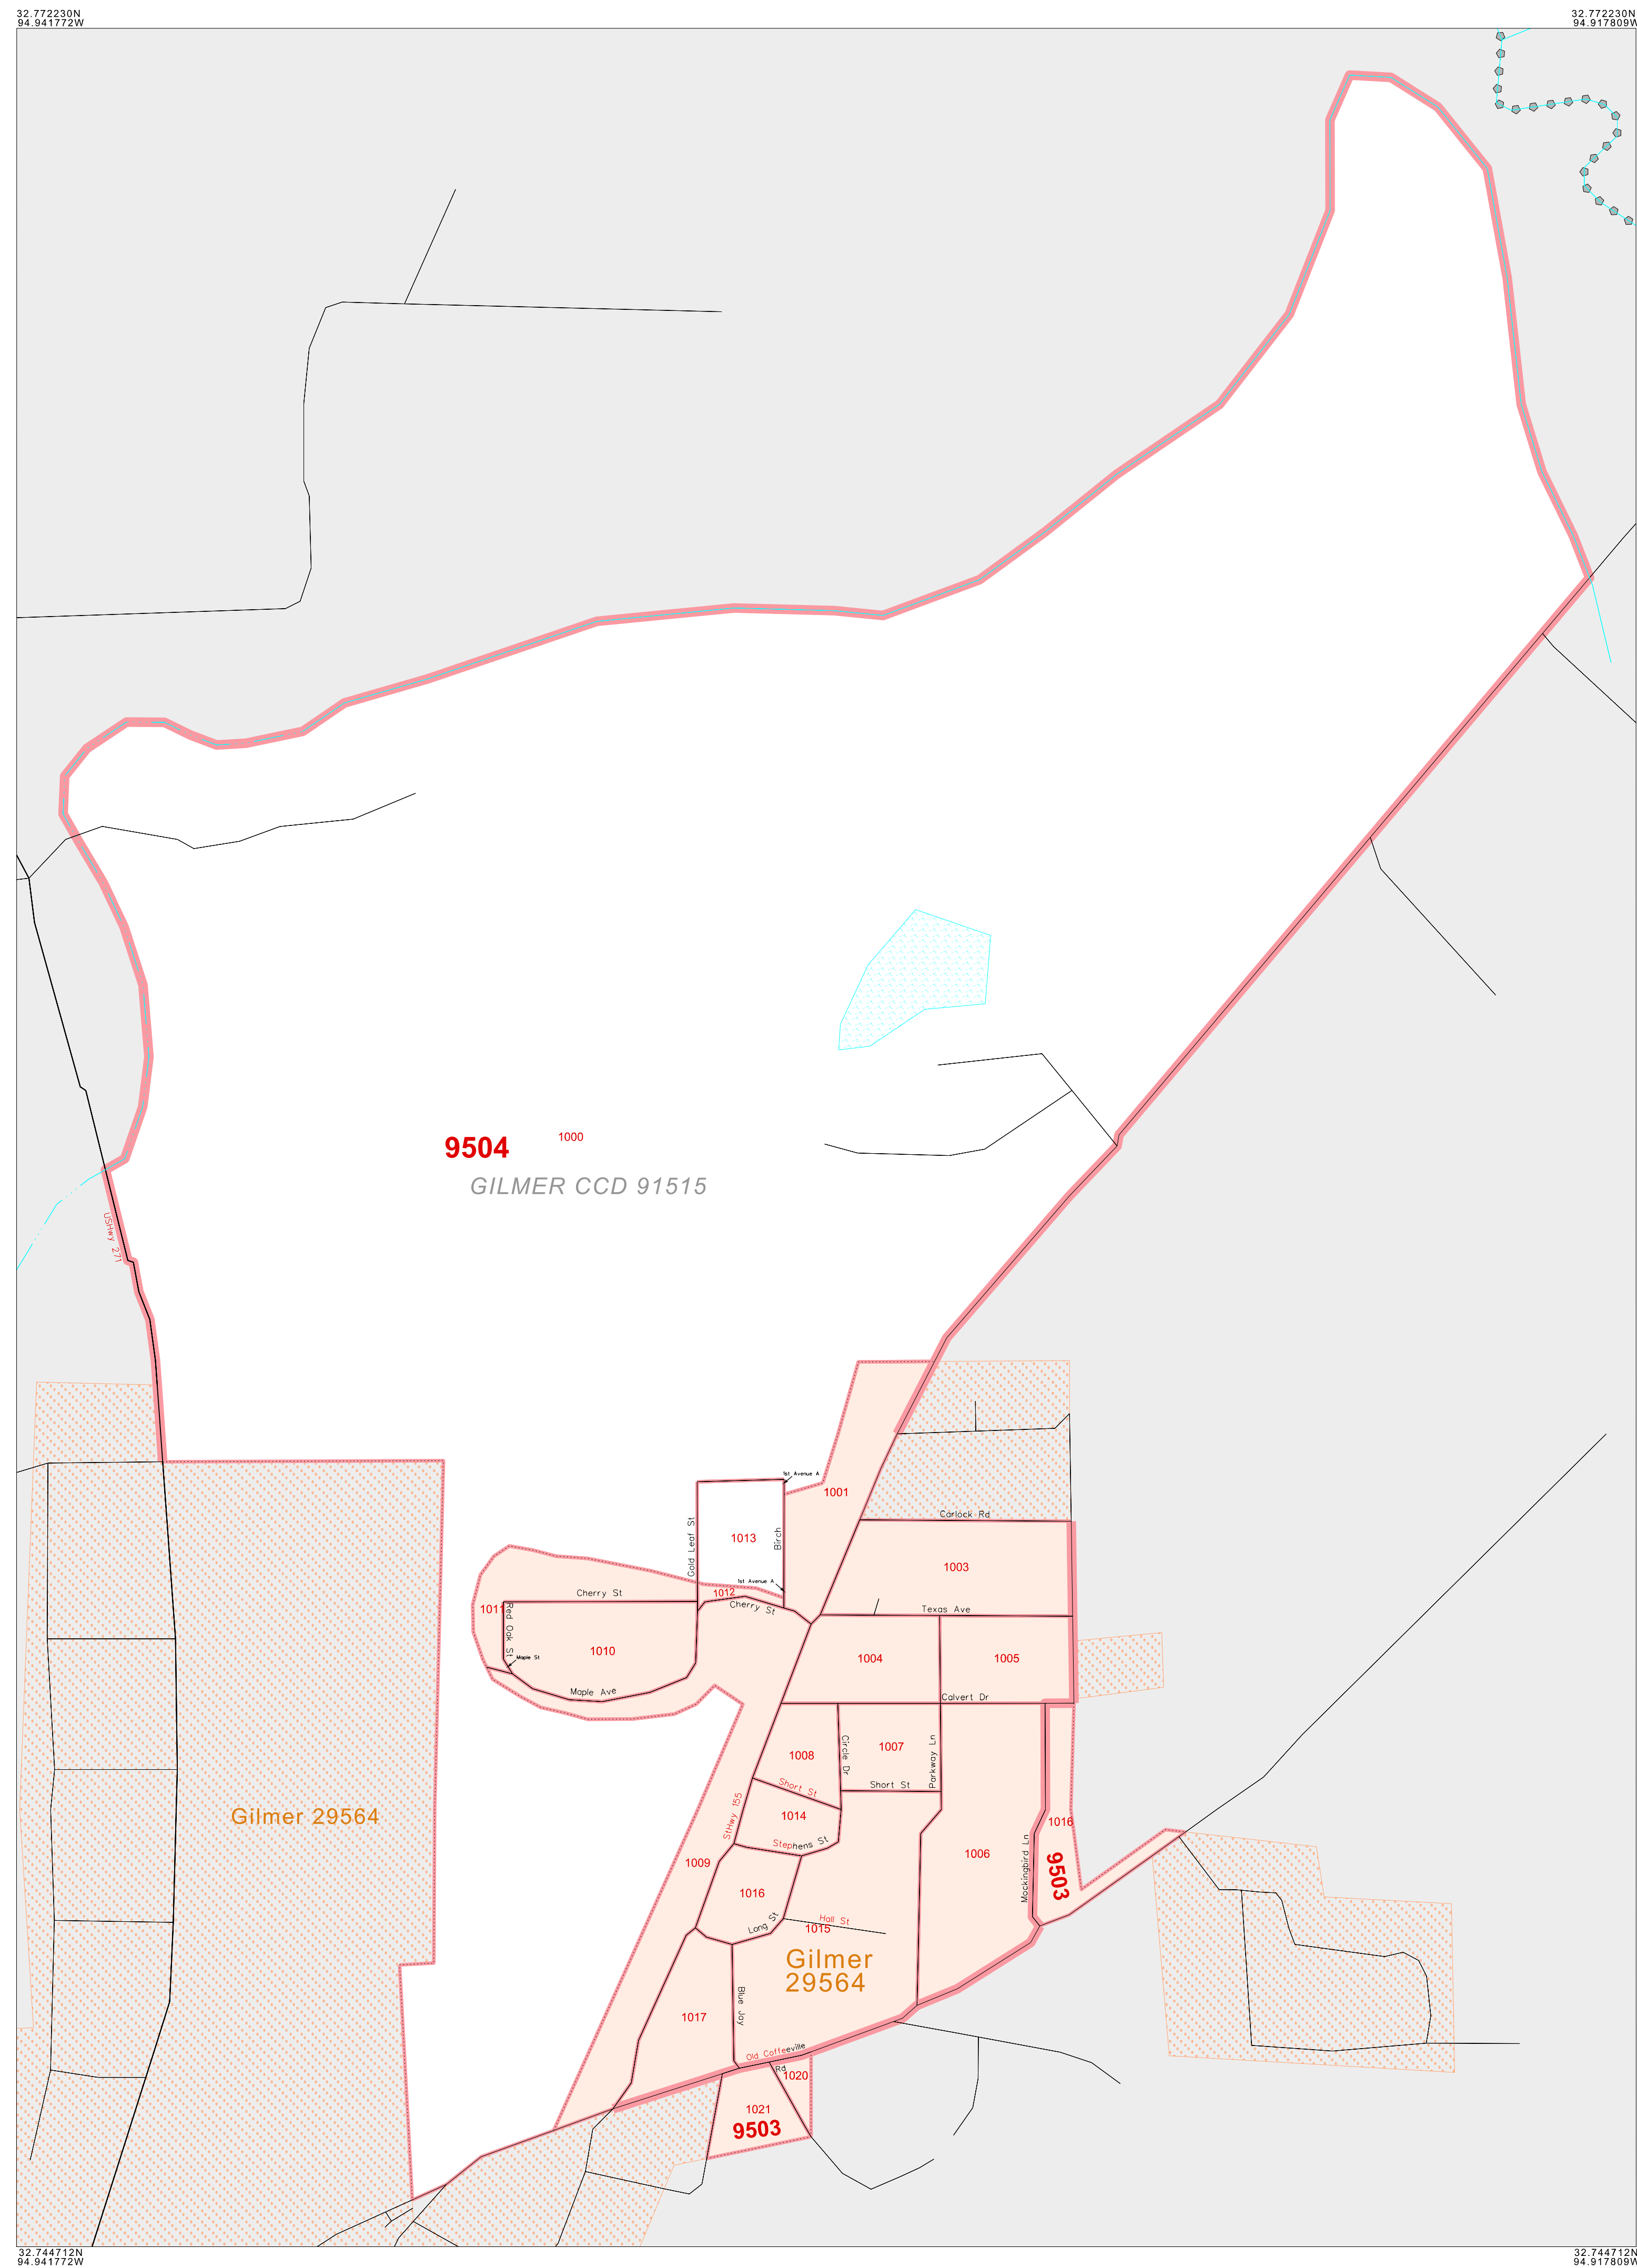 32.772230N
94.941772W
32.772230N
94.917809W
9504
1000
GILMER CCD 91515
USHwy 271
1st Avenue A
1001
Carlock Rd
Gold Leaf St
1013
Birch
1003
1st Avenue A
Cherry St
1012
Cherry St
1011
Red Oak St
Texas Ave
1010
Maple St
1004
1005
Maple Ave
Calvert Dr
1008
Circle Dr
1007
Parkway Ln
Short St
Short St
Gilmer 29564
StHwy 155
1014
1016
Stephens St
1009
1006
Mockingbird Ln
9503
1016
Long St
Hall St
1015
Gilmer
29564
1017
Blue Jay
Old Coffeeville
Rd
1020
1021
9503
32.744712N
94.941772W
32.744712N
94.917809W